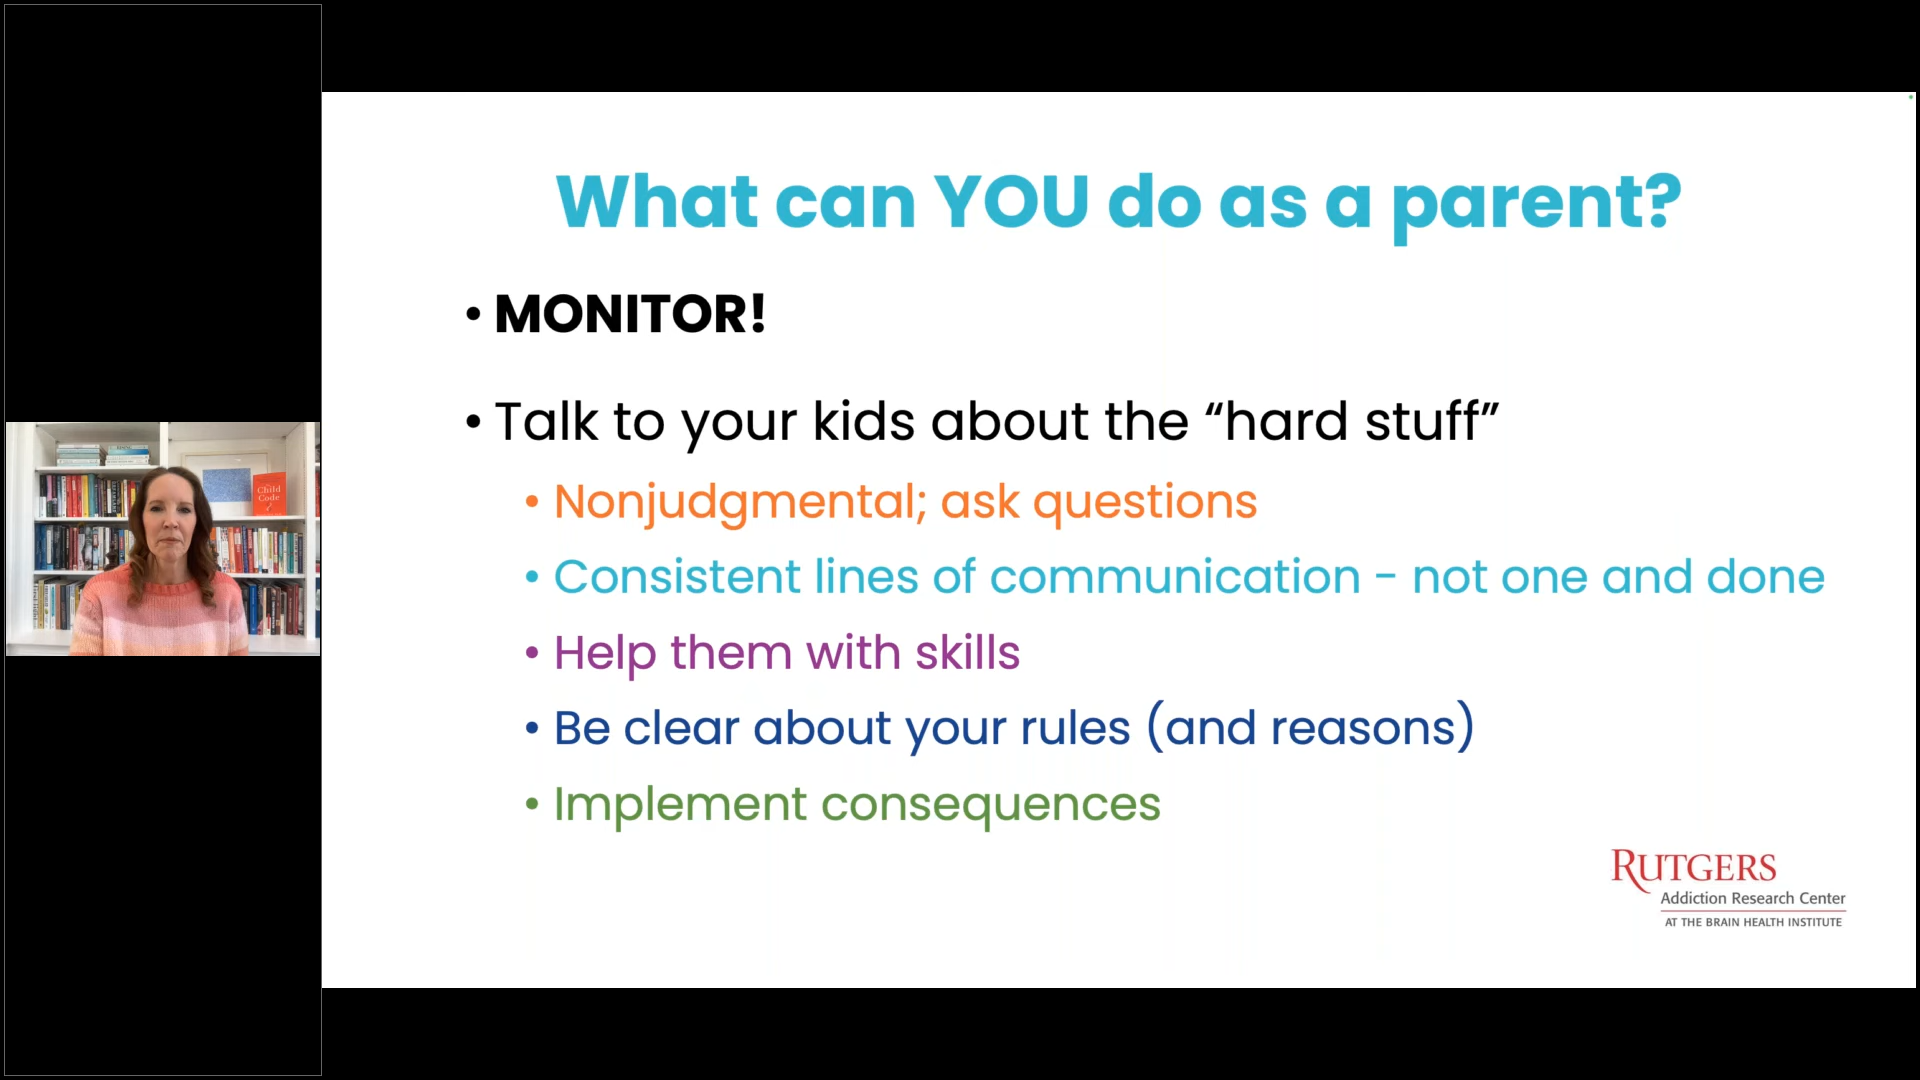 What can YOU do as a parent?
• MONITOR!
• Talk to your kids about the “hard stuff”
• Nonjudgmental; ask questions
• Consistent lines of communication - not one and done
• Help them with skills
• Be clear about your rules (and reasons)
• Implement consequences
RUTGERS
Addiction Research Center
AT THE BRAIN HEALTH INSTITUTE
Child
Code